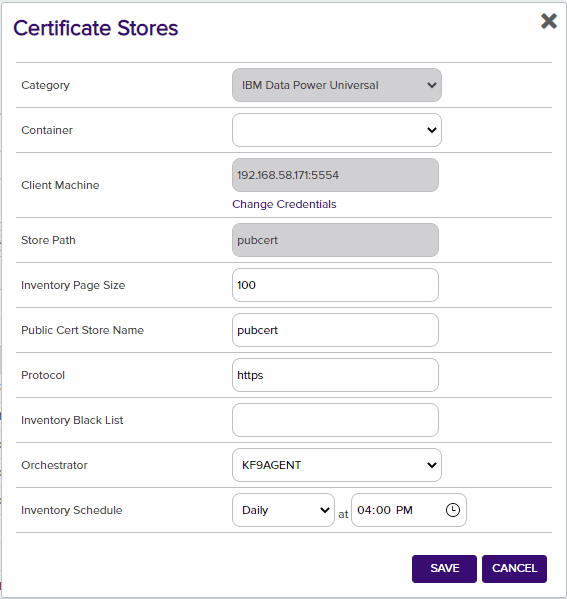 Certificate Stores
Category IBM Data Power Universal
Container
Client Machine 192.168.58.171:5554
Change Credentials
Store Path pubcert
Inventory Page Size 100
Public Cert Store Name pubcert
Protocol https
Inventory Black List
Orchestrator KF9AGENT
Inventory Schedule Daily at 04:00 PM
SAVE CANCEL